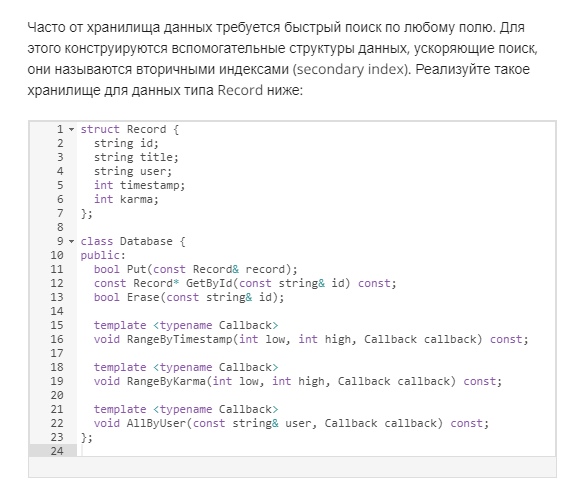 Часто от хранилища данных требуется быстрый поиск по любому полю. Для
этого конструируются вспомогательные структуры данных, ускоряющие поиск,
они называются вторичными индексами (secondary index). Реализуйте такое
хранилище для данных типа Record ниже:
1 struct Record {
2   string id;
3   string title;
4   string user;
5   int timestamp;
6   int karma;
7 };
8
9 class Database {
10 public:
11   bool Put(const Record& record);
12   const Record* GetById(const string& id) const;
13   bool Erase(const string& id);
14
15   template <typename Callback>
16   void RangeByTimestamp(int low, int high, Callback callback) const;
17
18   template <typename Callback>
19   void RangeByKarma(int low, int high, Callback callback) const;
20
21   template <typename Callback>
22   void AllByUser(const string& user, Callback callback) const;
23 };
24